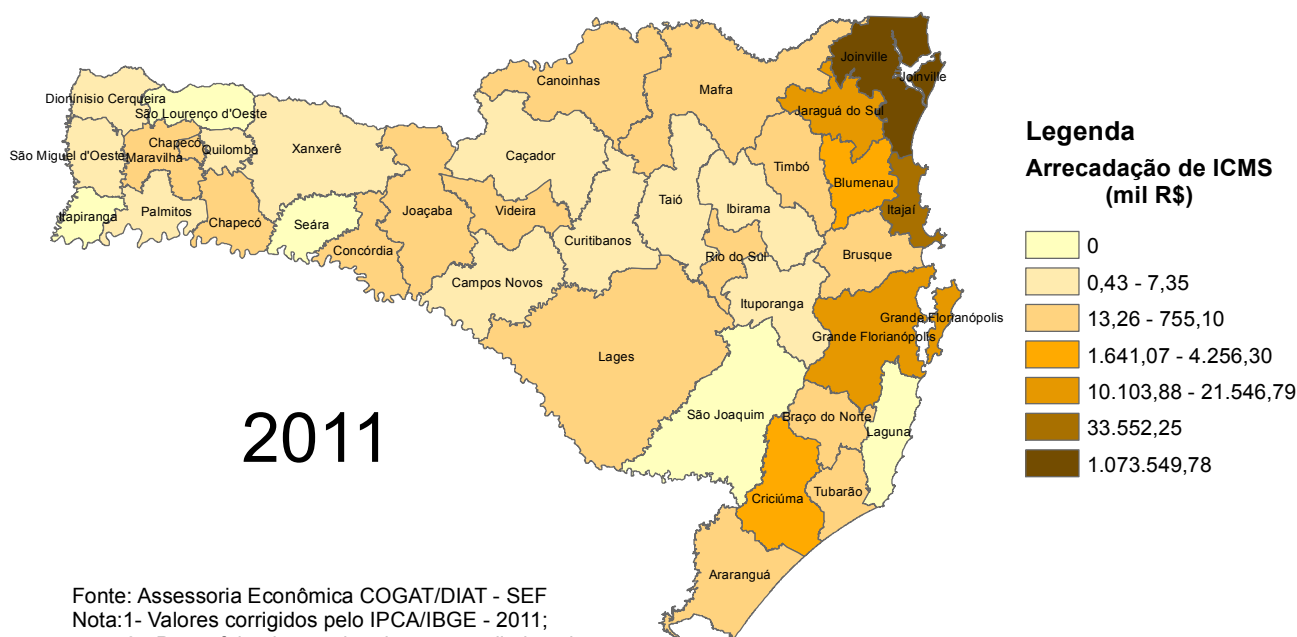 Joinville
Joinville
Canoinhas
Mafra
Dionínisio Cerqueira
São Lourenço d'Oeste
Jaraguá do Sul
Chapecó
Quilombo
Xanxerê
São Miguel d'Oeste
Maravilha
Caçador
Timbó
Blumenau
Itapiranga
Palmitos
Chapecó
Seára
Joaçaba
Videira
Taió
Ibirama
Itajaí
Concórdia
Curitibanos
Rio do Sul
Brusque
Campos Novos
Ituporanga
Grande Florianópolis
Grande Florianópolis
Lages
São Joaquim
Braço do Norte
Laguna
Criciúma
Tubarão
Araranguá
2011
Legenda
Arrecadação de ICMS
(mil R$)
0
0,43 - 7,35
13,26 - 755,10
1.641,07 - 4.256,30
10.103,88 - 21.546,79
33.552,25
1.073.549,78
Fonte: Assessoria Econômica COGAT/DIAT - SEF
Nota:1- Valores corrigidos pelo IPCA/IBGE - 2011;